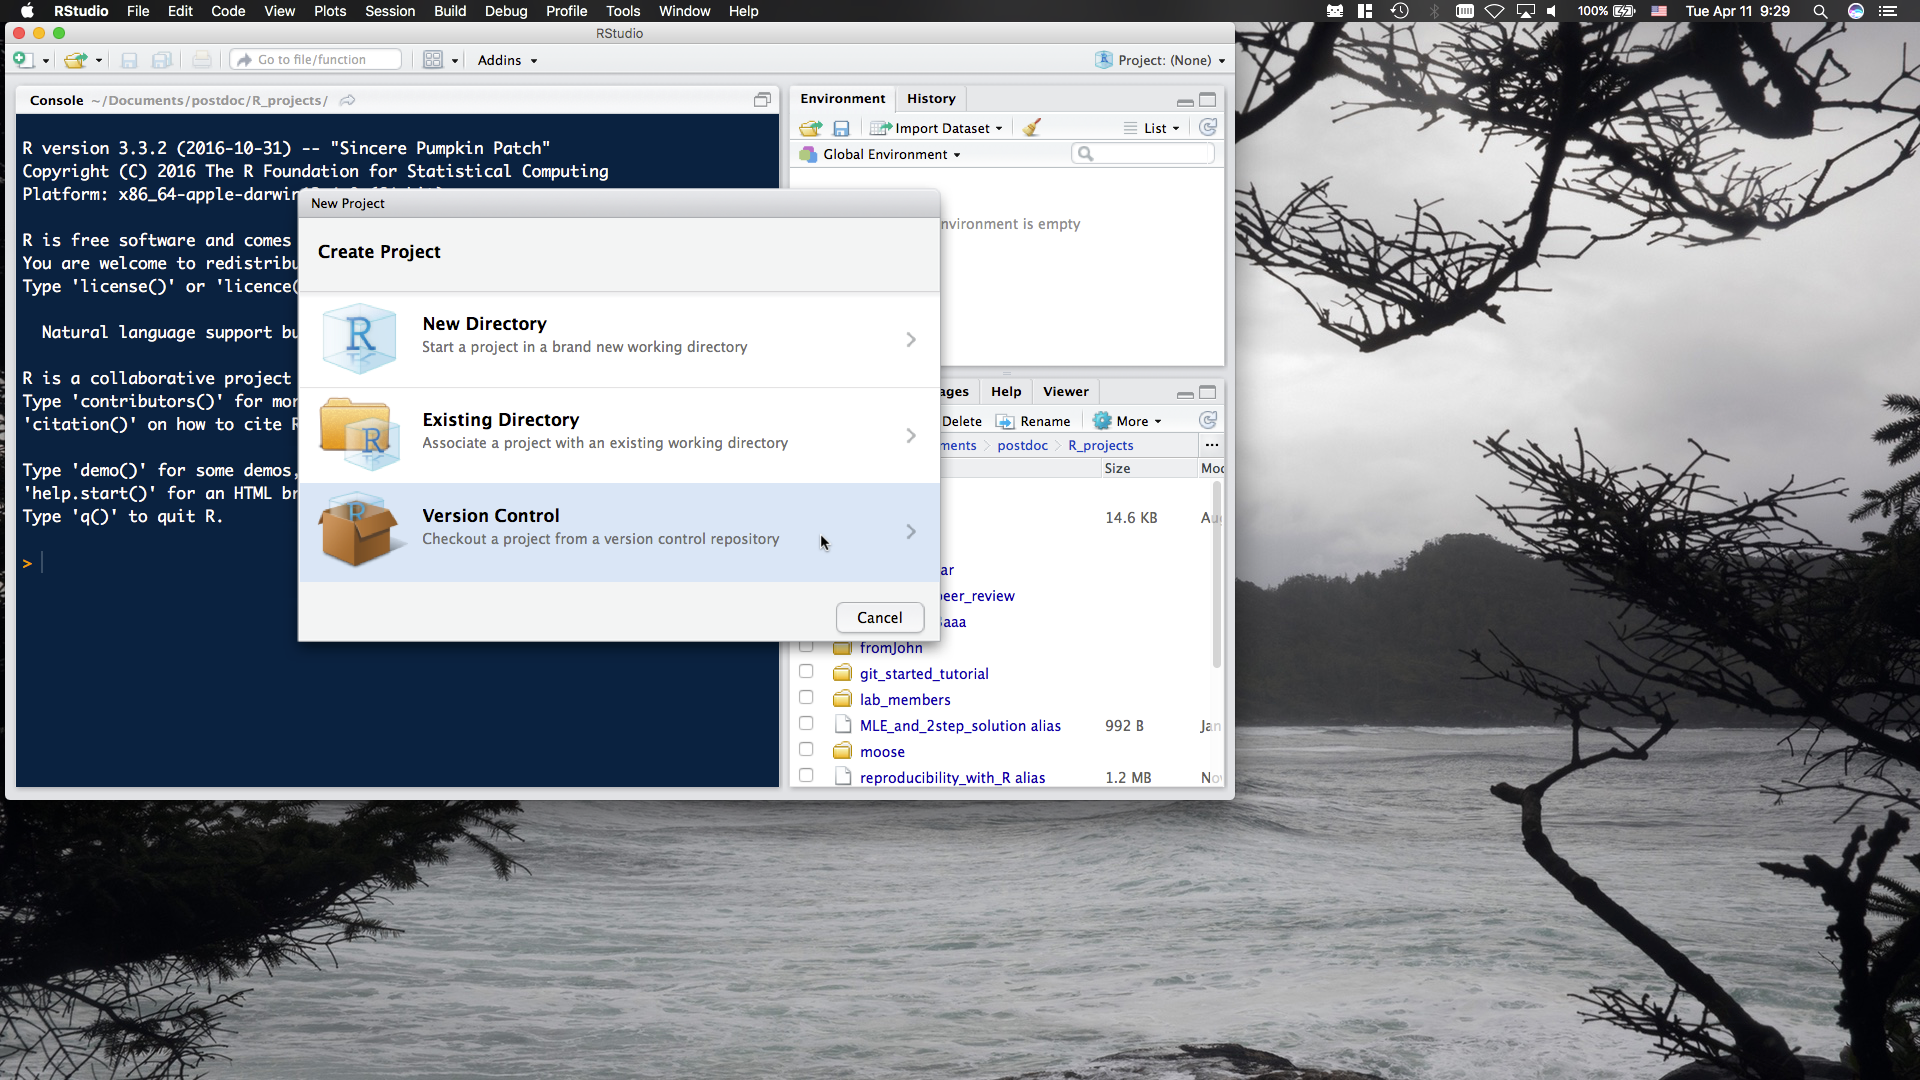 RStudio File Edit Code View Plots Session Build Debug Profile Tools Window Help 100% Tue Apr 11 9:29
RStudio
Go to file/function Addins Project: (None)
Console ~/Documents/postdoc/R_projects/
R version 3.3.2 (2016-10-31) -- "Sincere Pumpkin Patch"
Copyright (C) 2016 The R Foundation for Statistical Computing
Platform: x86_64-apple-darwin
R is free software and comes
You are welcome to redistribu
Type 'license()' or 'licence(
Natural language support bu
R is a collaborative project
Type 'contributors()' for mor
'citation()' on how to cite R
Type 'demo()' for some demos,
'help.start()' for an HTML br
Type 'q()' to quit R.
>
New Project
Create Project
New Directory
Start a project in a brand new working directory
Existing Directory
Associate a project with an existing working directory
Version Control
Checkout a project from a version control repository
Cancel
Environment History
Import Dataset List
Global Environment
nvironment is empty
ages Help Viewer
Delete Rename More
ments postdoc R_projects ...
Size Mod
14.6 KB Aug
ar
eer_review
aaa
fromJohn
git_started_tutorial
lab_members
MLE_and_2step_solution alias 992 B Jan
moose
reproducibility_with_R alias 1.2 MB Nov